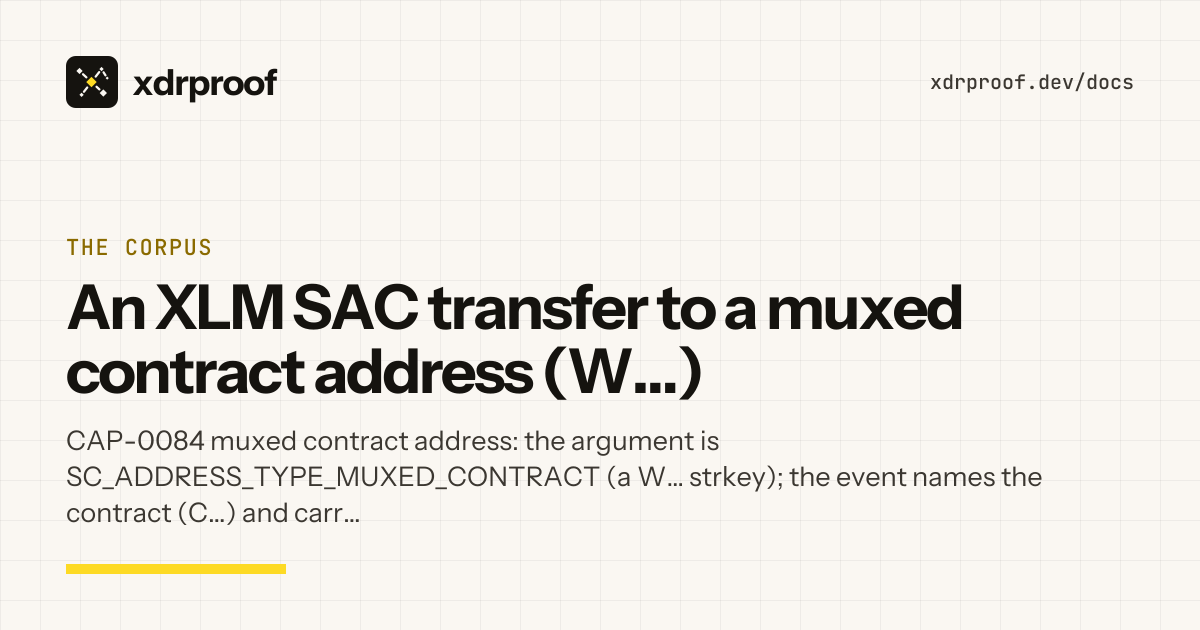 xdrproof
xdrproof.dev/docs
THE CORPUS
An XLM SAC transfer to a muxed
contract address (W...)
CAP-0084 muxed contract address: the argument is
SC_ADDRESS_TYPE_MUXED_CONTRACT (a W... strkey); the event names the
contract (C...) and carr...